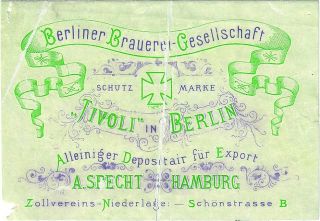 Berliner Brauerei-Gesellschaft
SCHUTZ MARKE
"TIVOLI" IN BERLIN
Alleiniger Depositair für Export
A. SPECHT HAMBURG
Zollvereins-Niederlage: — Schönstrasse B